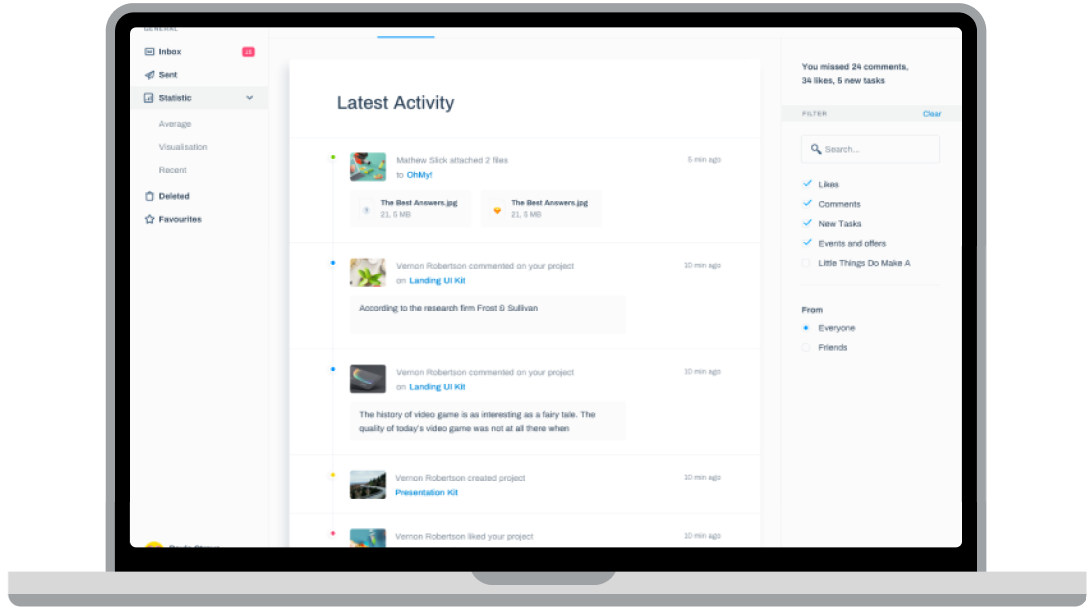 GENERAL
Inbox
Sent
Statistic
Average
Visualisation
Recent
Deleted
Favourites
Latest Activity
Mathew Slick attached 2 files
5 min ago
to OhMy!
The Best Answers.jpg
21, 5 MB
The Best Answers.jpg
21, 5 MB
Vernon Robertson commented on your project
10 min ago
on Landing UI Kit
According to the research firm Frost & Sullivan
Vernon Robertson commented on your project
10 min ago
on Landing UI Kit
The history of video game is as interesting as a fairy tale. The
quality of today's video game was not at all there when
Vernon Robertson created project
10 min ago
Presentation Kit
Vernon Robertson liked your project
10 min ago
You missed 24 comments,
34 likes, 5 new tasks
FILTER
Clear
Search...
Likes
Comments
New Tasks
Events and offers
Little Things Do Make A
From
Everyone
Friends